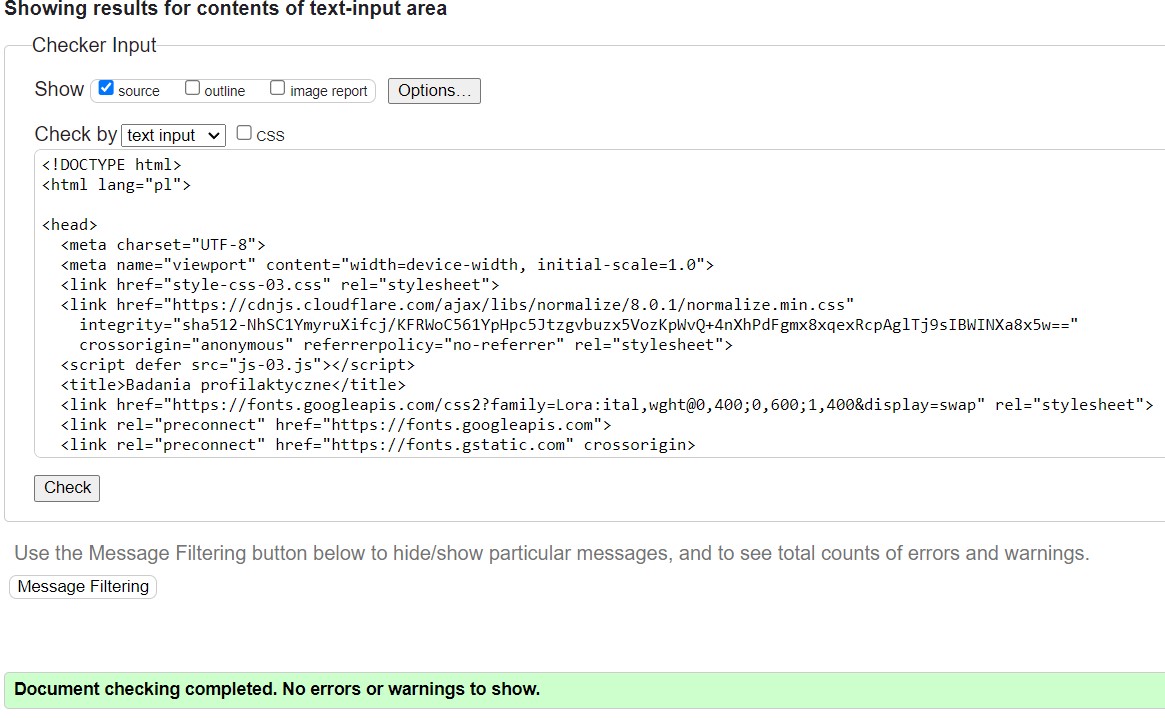 Showing results for contents of text-input area
Checker Input
Show source outline image report Options...
Check by text input CSS
<!DOCTYPE html>
<html lang="pl">
<head>
<meta charset="UTF-8">
<meta name="viewport" content="width=device-width, initial-scale=1.0">
<link href="style-css-03.css" rel="stylesheet">
<link href="https://cdnjs.cloudflare.com/ajax/libs/normalize/8.0.1/normalize.min.css"
integrity="sha512-NhSC1YmyruXifcj/KFRWoC561YpHpc5Jtzgvbuzx5VozKpWvQ+4nXhPdFgmx8xqexRcpAglTj9sIBWINXa8x5w=="
crossorigin="anonymous" referrerpolicy="no-referrer" rel="stylesheet">
<script defer src="js-03.js"></script>
<title>Badania profilaktyczne</title>
<link href="https://fonts.googleapis.com/css2?family=Lora:ital,wght@0,400;0,600;1,400&display=swap" rel="stylesheet">
<link rel="preconnect" href="https://fonts.googleapis.com">
<link rel="preconnect" href="https://fonts.gstatic.com" crossorigin>
Check
Use the Message Filtering button below to hide/show particular messages, and to see total counts of errors and warnings.
Message Filtering
Document checking completed. No errors or warnings to show.